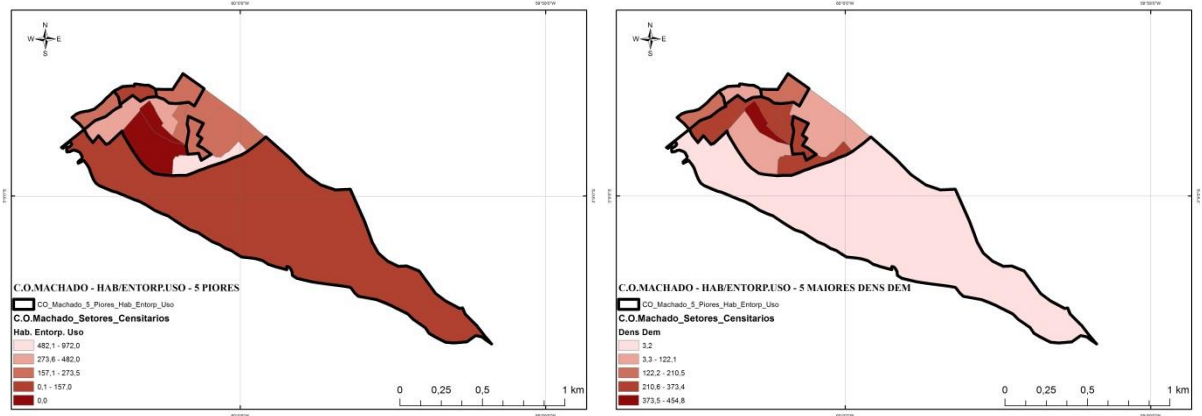 N
W E
S
C.O.MACHADO - HAB/ENTORP.USO - 5 PIORES
CO_Machado_5_Piores_Hab_Entorp_Uso
C.O.Machado_Setores_Censitarios
Hab. Entorp. Uso
482,1 - 972,0
273,6 - 482,0
157,1 - 273,5
0,1 - 157,0
0,0
0 0,25 0,5 1 km
N
W E
S
C.O.MACHADO - HAB/ENTORP.USO - 5 MAIORES DENS DEM
CO_Machado_5_Piores_Hab_Entorp_Uso
C.O.Machado_Setores_Censitarios
Dens Dem
3,2
3,3 - 122,1
122,2 - 210,5
210,6 - 373,4
373,5 - 454,8
0 0,25 0,5 1 km